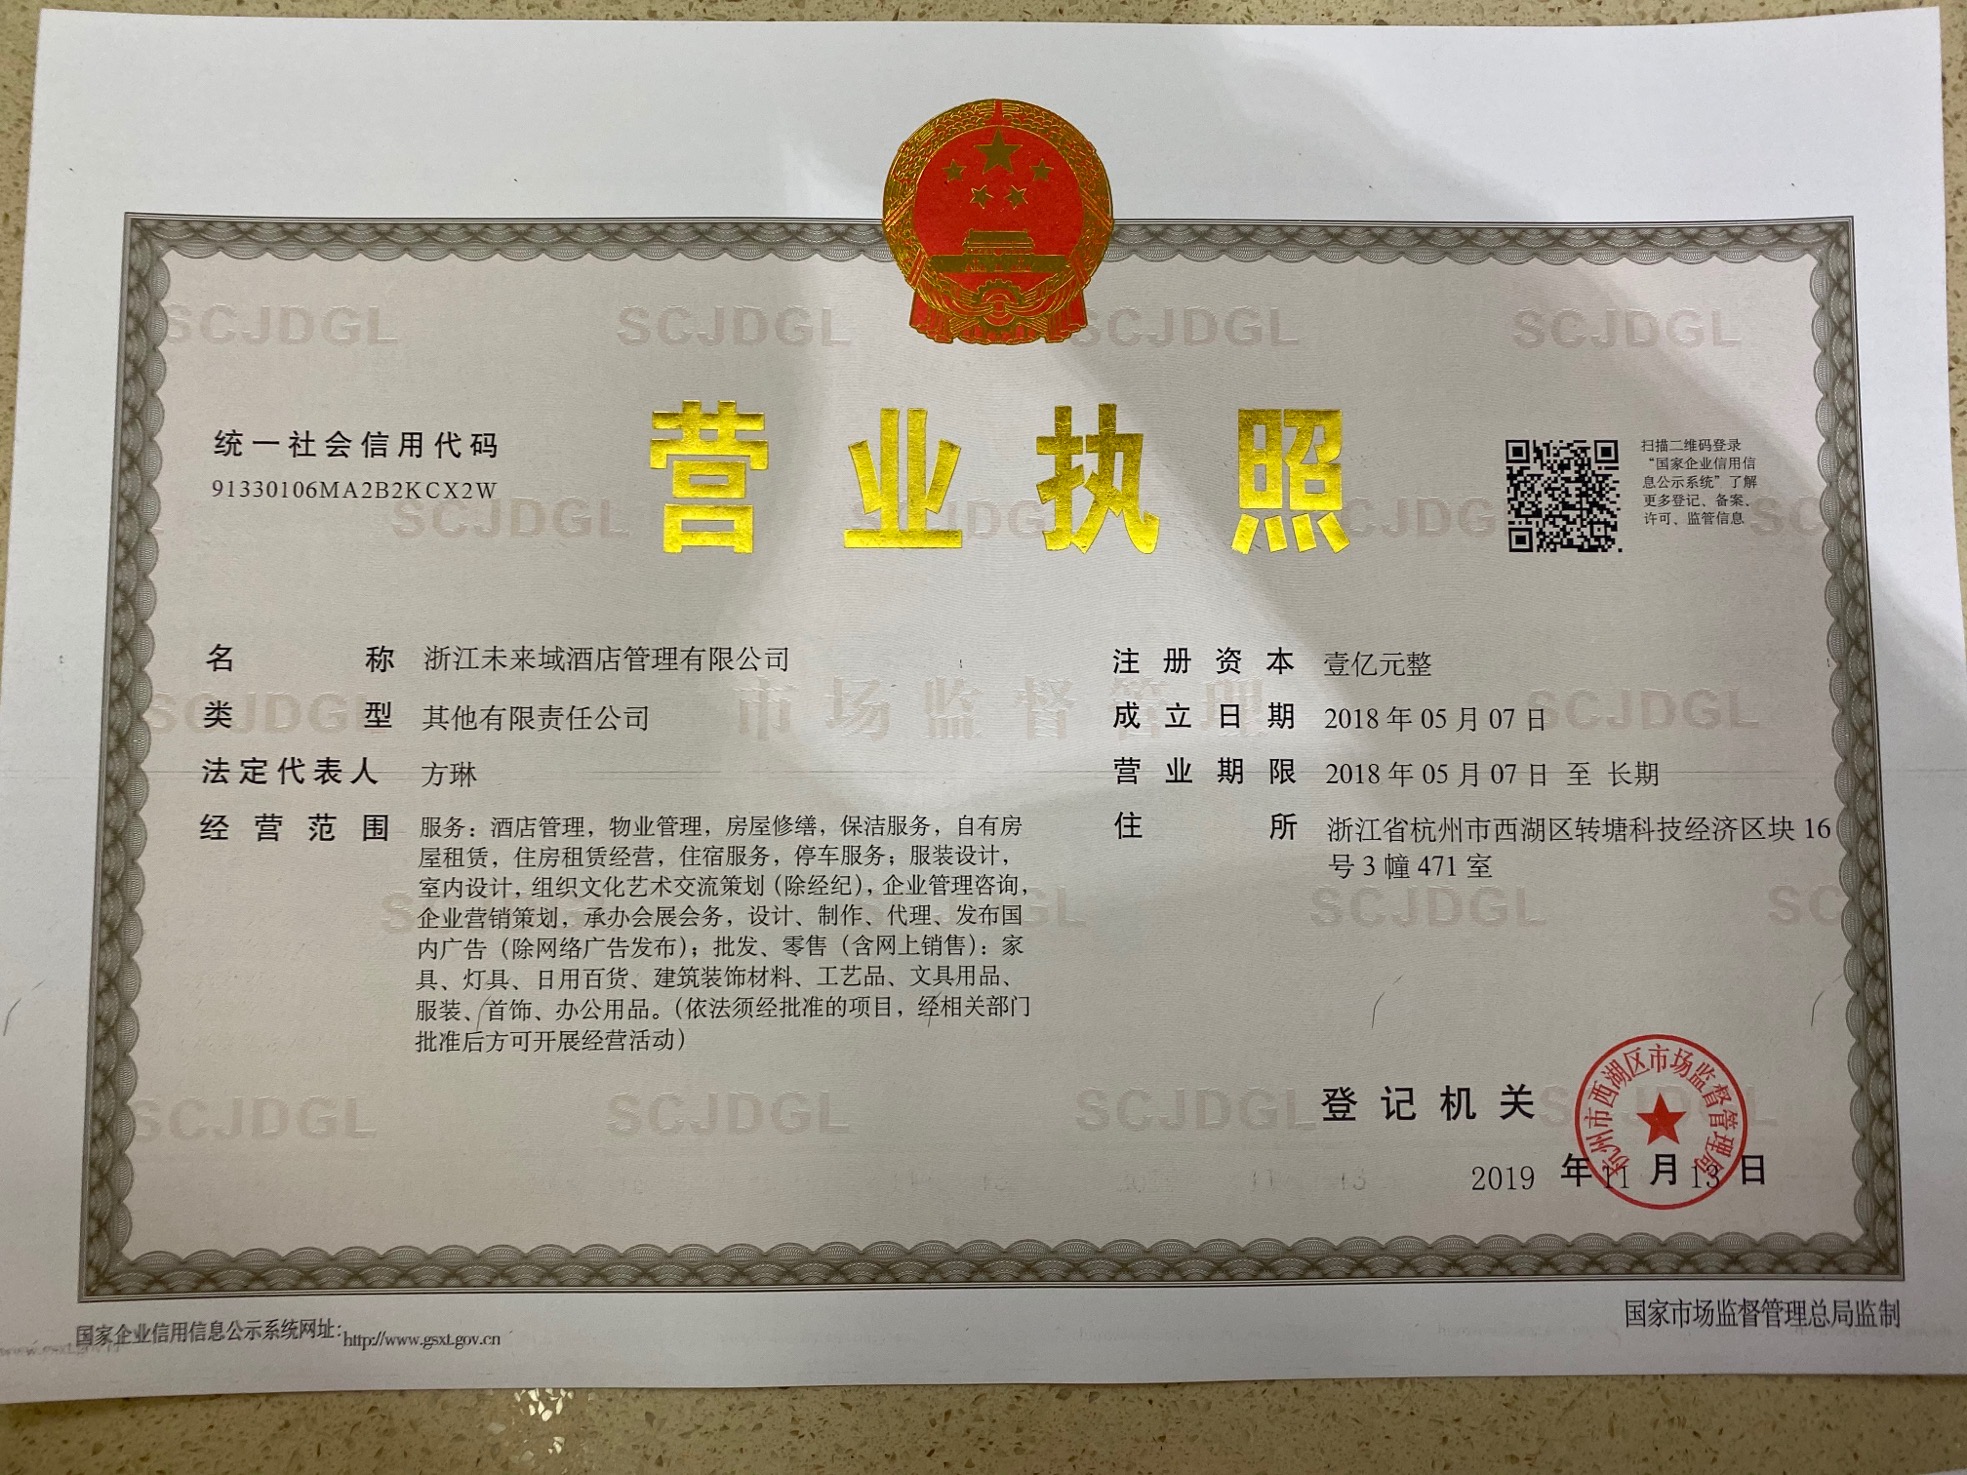 营业执照
统一社会信用代码
91330106MA2B2KCX2W
扫描二维码登录
“国家企业信用信
息公示系统”了解
更多登记、备案、
许可、监管信息
名称 浙江未来域酒店管理有限公司
类型 其他有限责任公司
法定代表人 方琳
经营范围 服务：酒店管理，物业管理，房屋修缮，保洁服务，自有房
屋租赁，住房租赁经营，住宿服务，停车服务；服装设计，
室内设计，组织文化艺术交流策划（除经纪），企业管理咨询，
企业营销策划，承办会展会务，设计、制作、代理、发布国
内广告（除网络广告发布）；批发、零售（含网上销售）：家
具、灯具、日用百货、建筑装饰材料、工艺品、文具用品、
服装、首饰、办公用品。（依法须经批准的项目，经相关部门
批准后方可开展经营活动）
注册资本 壹亿元整
成立日期 2018年05月07日
营业期限 2018年05月07日 至 长期
住所 浙江省杭州市西湖区转塘科技经济区块16
号3幢471室
市场监督管理
SCJDGL
登记机关
杭州市西湖区市场监督管理局
2019 年 11 月 13 日
国家企业信用信息公示系统网址：http://www.gsxt.gov.cn
国家市场监督管理总局监制